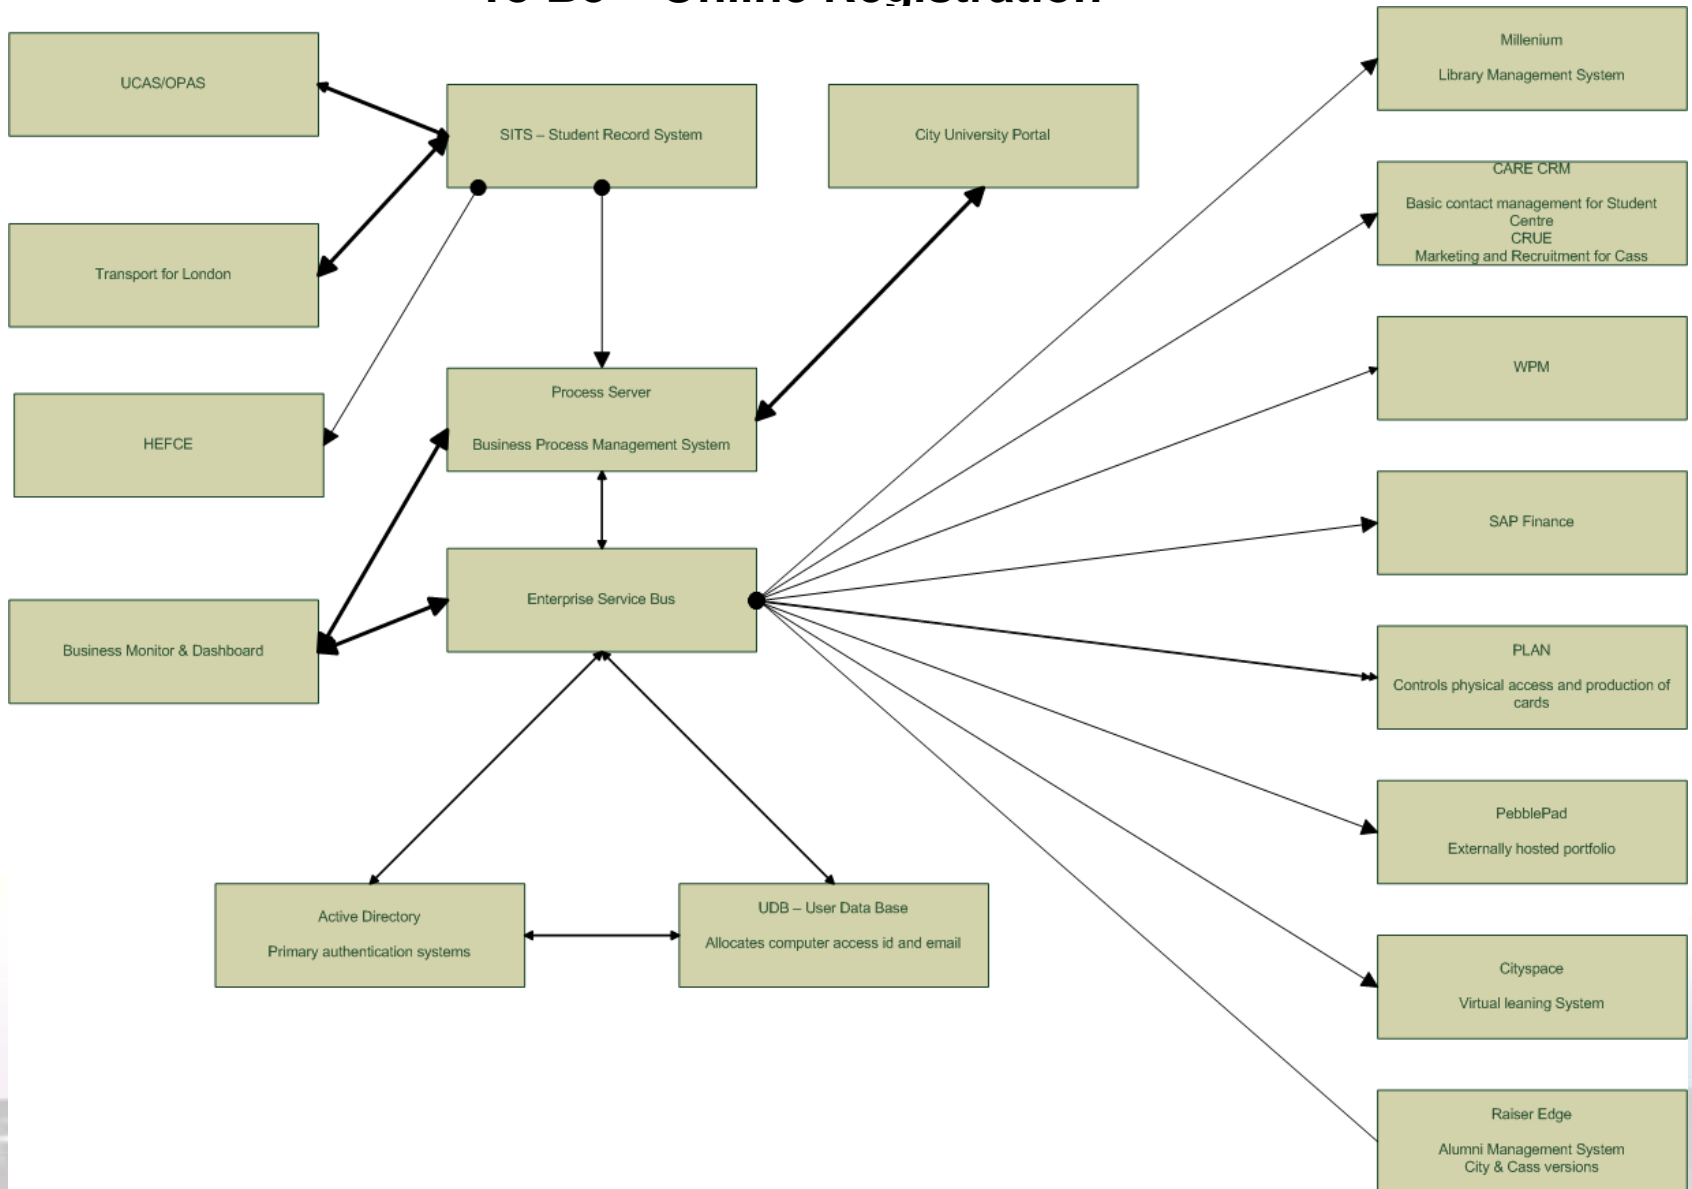 To Be – Online Registration
UCAS/OPAS
SITS – Student Record System
City University Portal
Millenium
Library Management System
CARE CRM
Basic contact management for Student
Centre
CRUE
Marketing and Recruitment for Cass
Transport for London
WPM
Process Server
Business Process Management System
HEFCE
SAP Finance
Enterprise Service Bus
Business Monitor & Dashboard
PLAN
Controls physical access and production of
cards
PebblePad
Externally hosted portfolio
Active Directory
Primary authentication systems
UDB – User Data Base
Allocates computer access id and email
Cityspace
Virtual leaning System
Raiser Edge
Alumni Management System
City & Cass versions